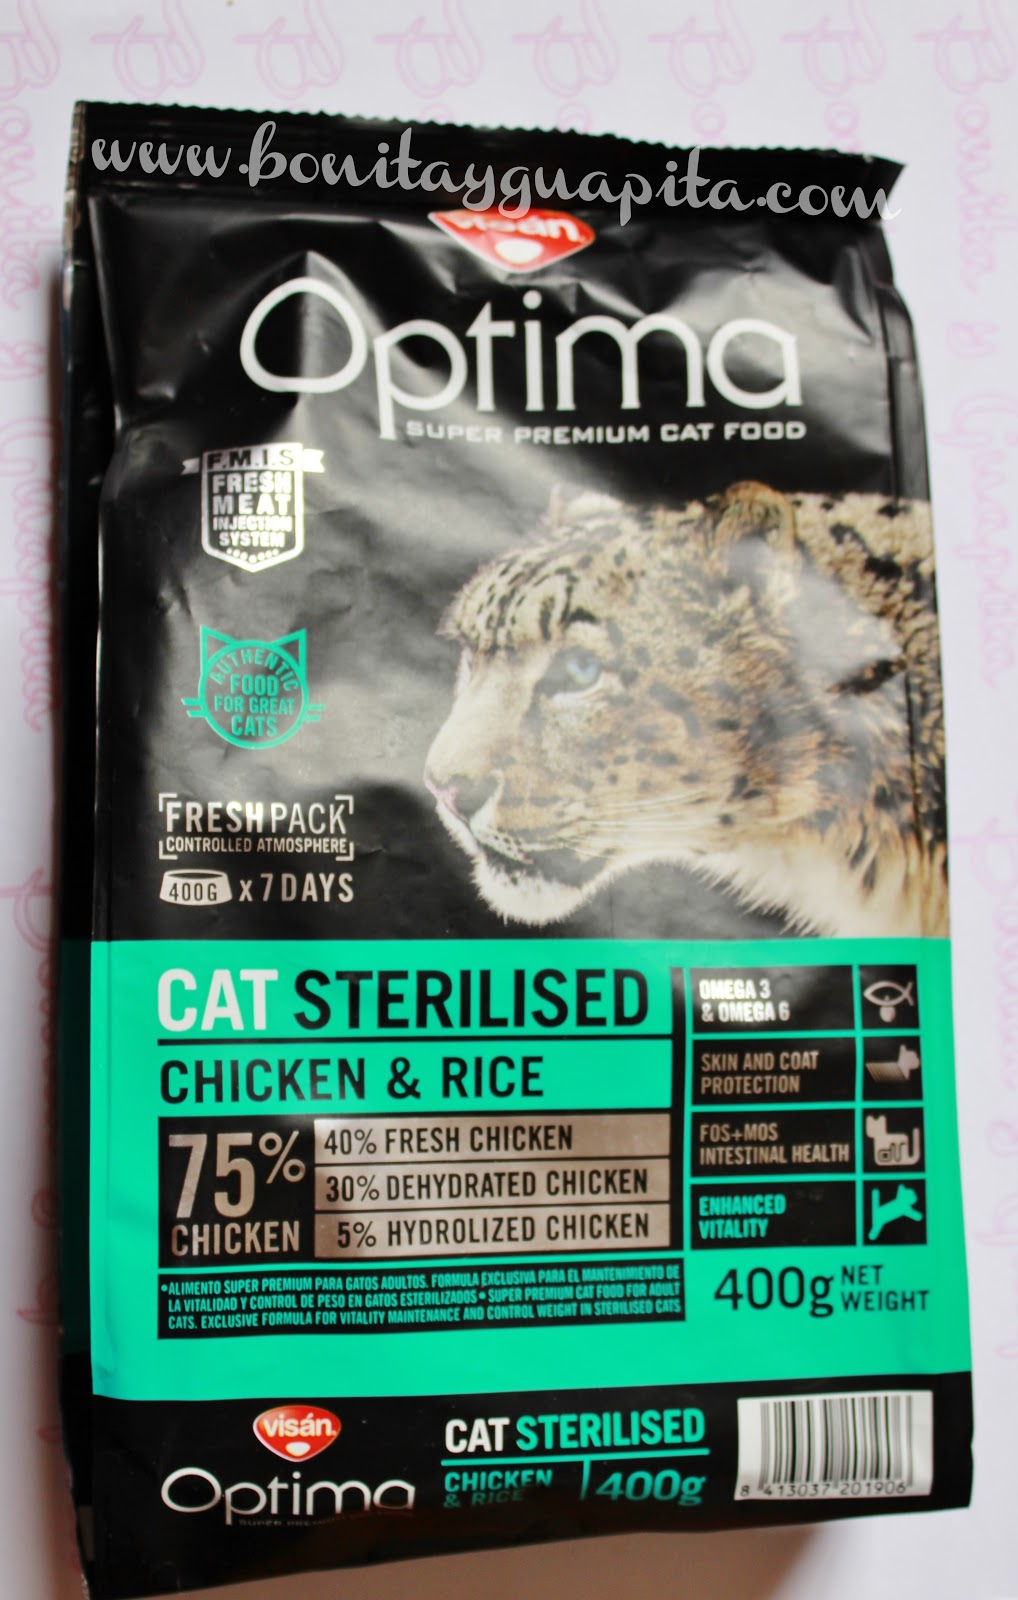 www.bonitayguapita.com
visán
Optima
SUPER PREMIUM CAT FOOD
F.M.I.S
FRESH
MEAT
INJECTION
SYSTEM
AUTHENTIC
FOOD
FOR GREAT
CATS
FRESH PACK
CONTROLLED ATMOSPHERE
400G X 7 DAYS
CAT STERILISED
CHICKEN & RICE
75%
CHICKEN
40% FRESH CHICKEN
30% DEHYDRATED CHICKEN
5% HYDROLIZED CHICKEN
OMEGA 3
& OMEGA 6
SKIN AND COAT
PROTECTION
FOS+MOS
INTESTINAL HEALTH
ENHANCED
VITALITY
•ALIMENTO SUPER PREMIUM PARA GATOS ADULTOS. FORMULA EXCLUSIVA PARA EL MANTENIMIENTO DE
LA VITALIDAD Y CONTROL DE PESO EN GATOS ESTERILIZADOS • SUPER PREMIUM CAT FOOD FOR ADULT
CATS. EXCLUSIVE FORMULA FOR VITALITY MAINTENANCE AND CONTROL WEIGHT IN STERILISED CATS
400g NET
WEIGHT
visán
Optima
SUPER PREMIUM
CAT STERILISED
CHICKEN
& RICE
400g
8 413037 201906